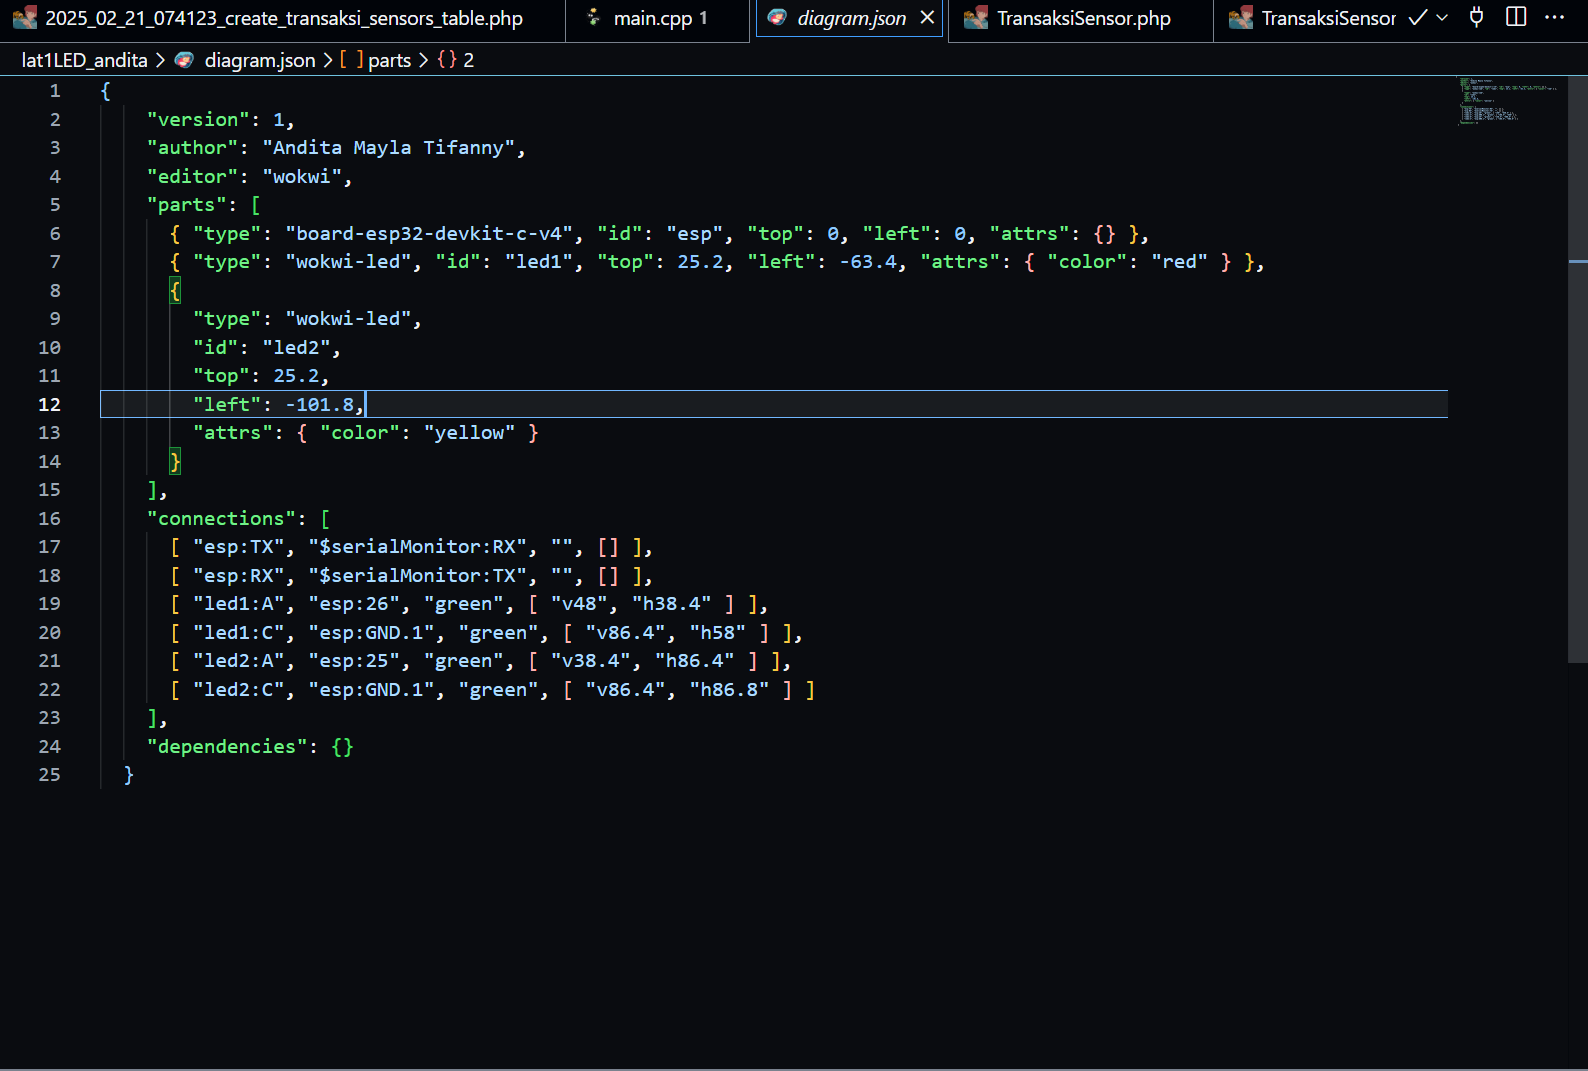 2025_02_21_074123_create_transaksi_sensors_table.php main.cpp 1 diagram.json TransaksiSensor.php TransaksiSensor
lat1LED_andita > diagram.json > [ ] parts > {} 2
1 {
2 "version": 1,
3 "author": "Andita Mayla Tifanny",
4 "editor": "wokwi",
5 "parts": [
6 { "type": "board-esp32-devkit-c-v4", "id": "esp", "top": 0, "left": 0, "attrs": {} },
7 { "type": "wokwi-led", "id": "led1", "top": 25.2, "left": -63.4, "attrs": { "color": "red" } },
8 {
9 "type": "wokwi-led",
10 "id": "led2",
11 "top": 25.2,
12 "left": -101.8,
13 "attrs": { "color": "yellow" }
14 }
15 ],
16 "connections": [
17 [ "esp:TX", "$serialMonitor:RX", "", [] ],
18 [ "esp:RX", "$serialMonitor:TX", "", [] ],
19 [ "led1:A", "esp:26", "green", [ "v48", "h38.4" ] ],
20 [ "led1:C", "esp:GND.1", "green", [ "v86.4", "h58" ] ],
21 [ "led2:A", "esp:25", "green", [ "v38.4", "h86.4" ] ],
22 [ "led2:C", "esp:GND.1", "green", [ "v86.4", "h86.8" ] ]
23 ],
24 "dependencies": {}
25 }